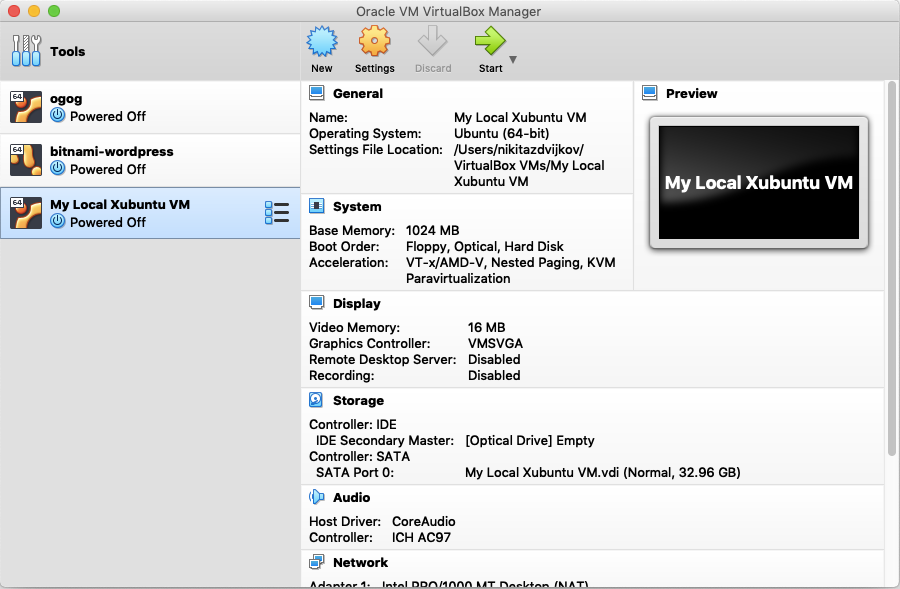 Oracle VM VirtualBox Manager
Tools
New
Settings
Discard
Start
64
ogog
Powered Off
64
bitnami-wordpress
Powered Off
64
My Local Xubuntu VM
Powered Off
General
Name: My Local Xubuntu VM
Operating System: Ubuntu (64-bit)
Settings File Location: /Users/nikitazdvijkov/
VirtualBox VMs/My Local
Xubuntu VM
Preview
My Local Xubuntu VM
System
Base Memory: 1024 MB
Boot Order: Floppy, Optical, Hard Disk
Acceleration: VT-x/AMD-V, Nested Paging, KVM
Paravirtualization
Display
Video Memory: 16 MB
Graphics Controller: VMSVGA
Remote Desktop Server: Disabled
Recording: Disabled
Storage
Controller: IDE
IDE Secondary Master: [Optical Drive] Empty
Controller: SATA
SATA Port 0: My Local Xubuntu VM.vdi (Normal, 32.96 GB)
Audio
Host Driver: CoreAudio
Controller: ICH AC97
Network
Adapter 1: Intel PRO/1000 MT Desktop (NAT)